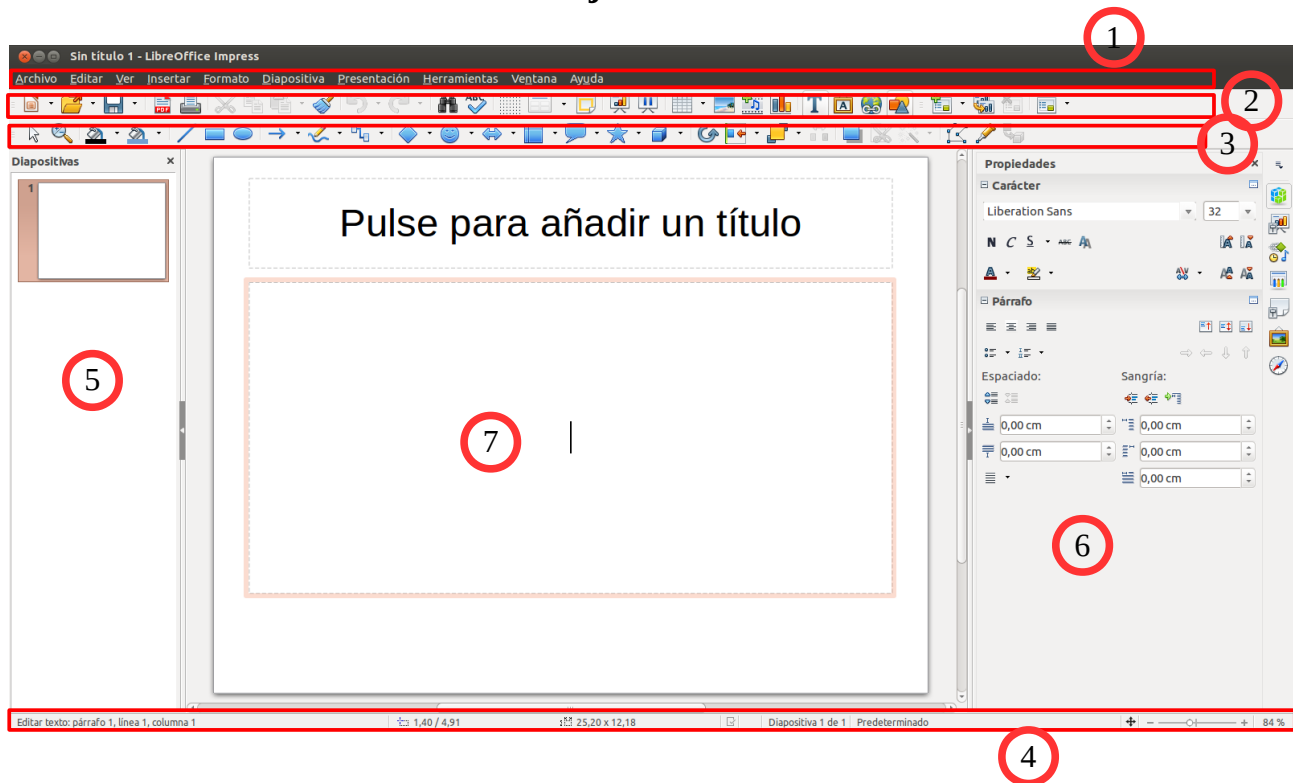 1
Sin título 1 - LibreOffice Impress
Archivo Editar Ver Insertar Formato Diapositiva Presentación Herramientas Ventana Ayuda
2
3
Diapositivas
1
Pulse para añadir un título
Propiedades
Carácter
Liberation Sans 32
N C S ABC
Párrafo
Espaciado: Sangría:
0,00 cm 0,00 cm
0,00 cm 0,00 cm
0,00 cm
5
7
6
Editar texto: párrafo 1, línea 1, columna 1 1,40 / 4,91 25,20 x 12,18 Diapositiva 1 de 1 Predeterminado 84 %
4